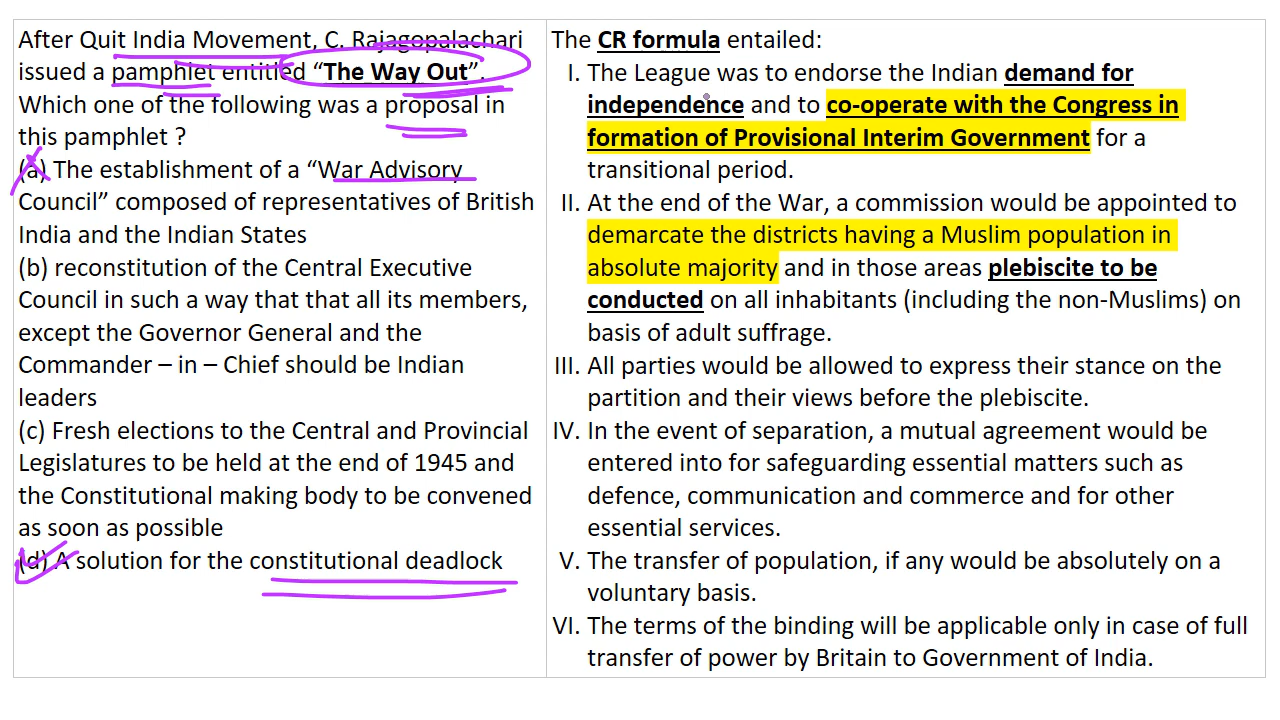 After Quit India Movement, C. Rajagopalachari
issued a pamphlet entitled “The Way Out”.
Which one of the following was a proposal in
this pamphlet ?
(a) The establishment of a “War Advisory
Council” composed of representatives of British
India and the Indian States
(b) reconstitution of the Central Executive
Council in such a way that that all its members,
except the Governor General and the
Commander – in – Chief should be Indian
leaders
(c) Fresh elections to the Central and Provincial
Legislatures to be held at the end of 1945 and
the Constitutional making body to be convened
as soon as possible
(d) A solution for the constitutional deadlock
The CR formula entailed:
I. The League was to endorse the Indian demand for
independence and to co-operate with the Congress in
formation of Provisional Interim Government for a
transitional period.
II. At the end of the War, a commission would be appointed to
demarcate the districts having a Muslim population in
absolute majority and in those areas plebiscite to be
conducted on all inhabitants (including the non-Muslims) on
basis of adult suffrage.
III. All parties would be allowed to express their stance on the
partition and their views before the plebiscite.
IV. In the event of separation, a mutual agreement would be
entered into for safeguarding essential matters such as
defence, communication and commerce and for other
essential services.
V. The transfer of population, if any would be absolutely on a
voluntary basis.
VI. The terms of the binding will be applicable only in case of full
transfer of power by Britain to Government of India.